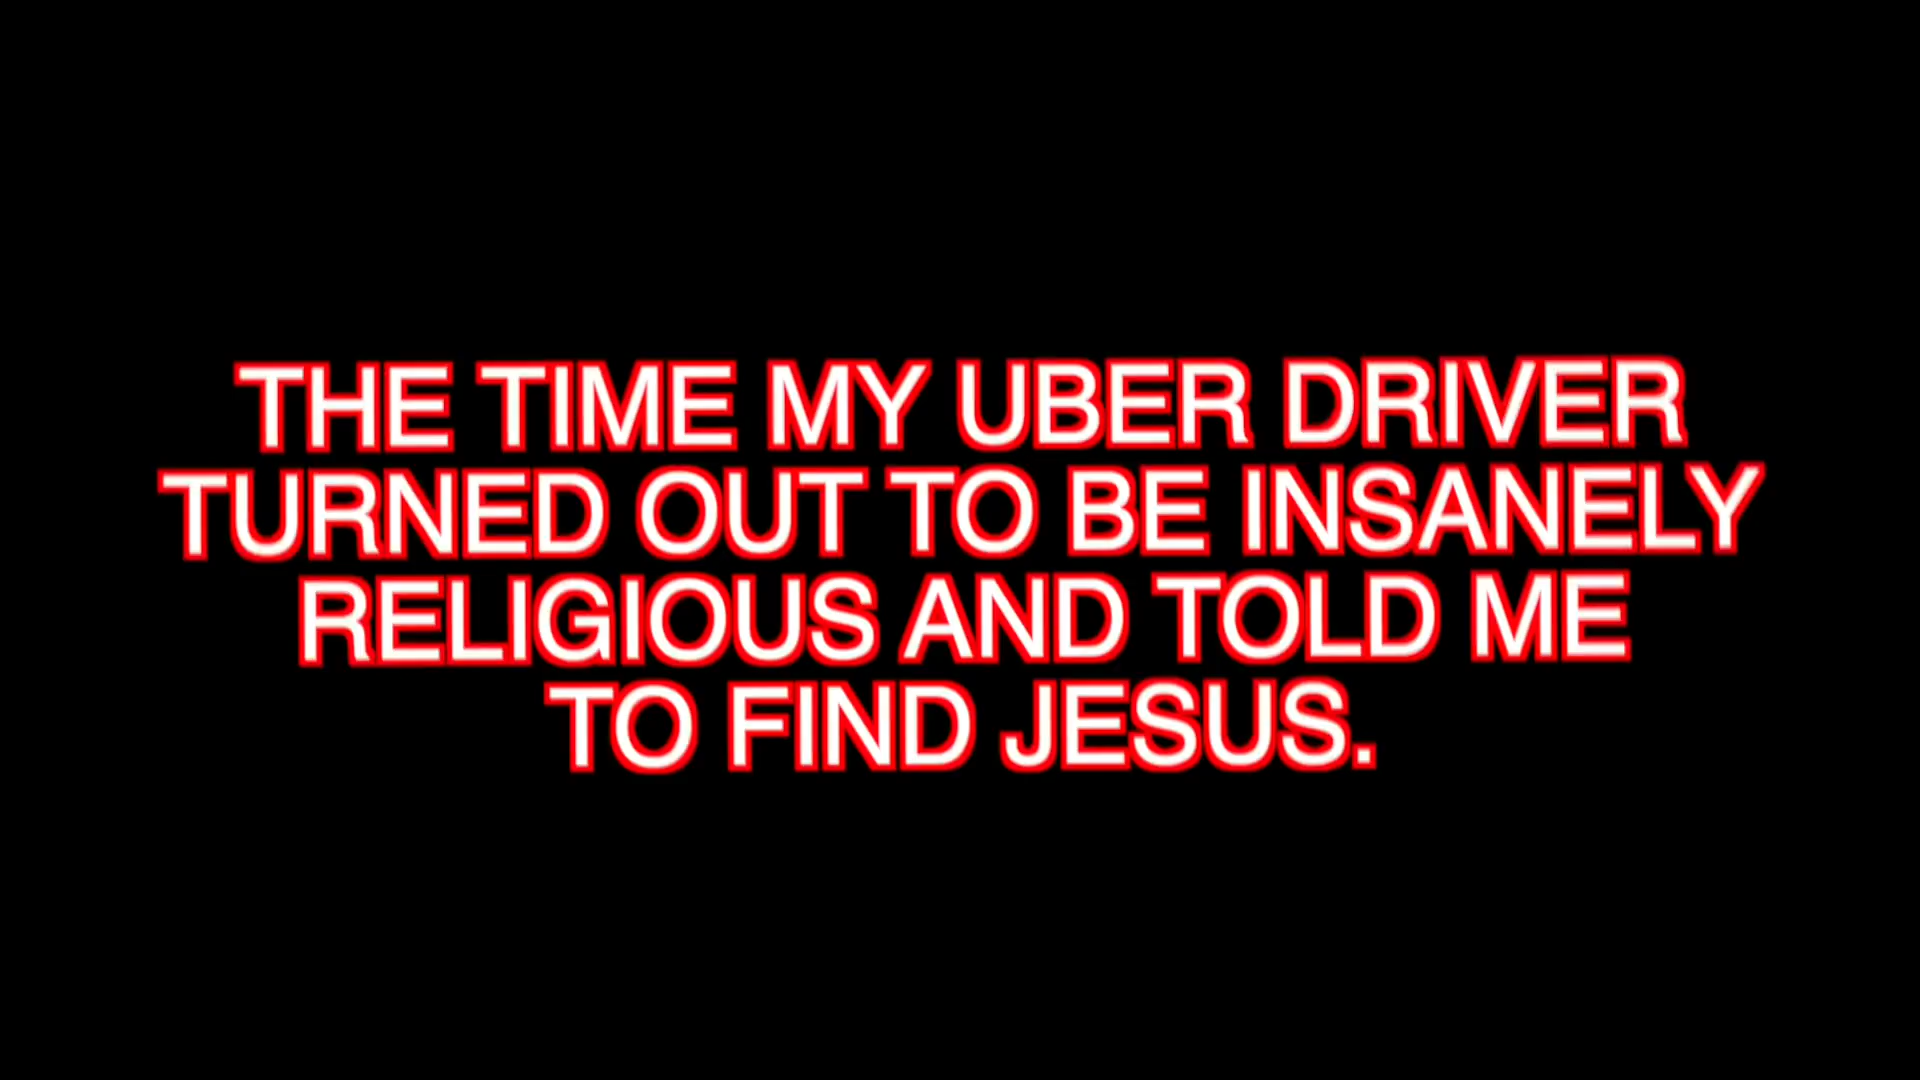 THE TIME MY UBER DRIVER
TURNED OUT TO BE INSANELY
RELIGIOUS AND TOLD ME
TO FIND JESUS.